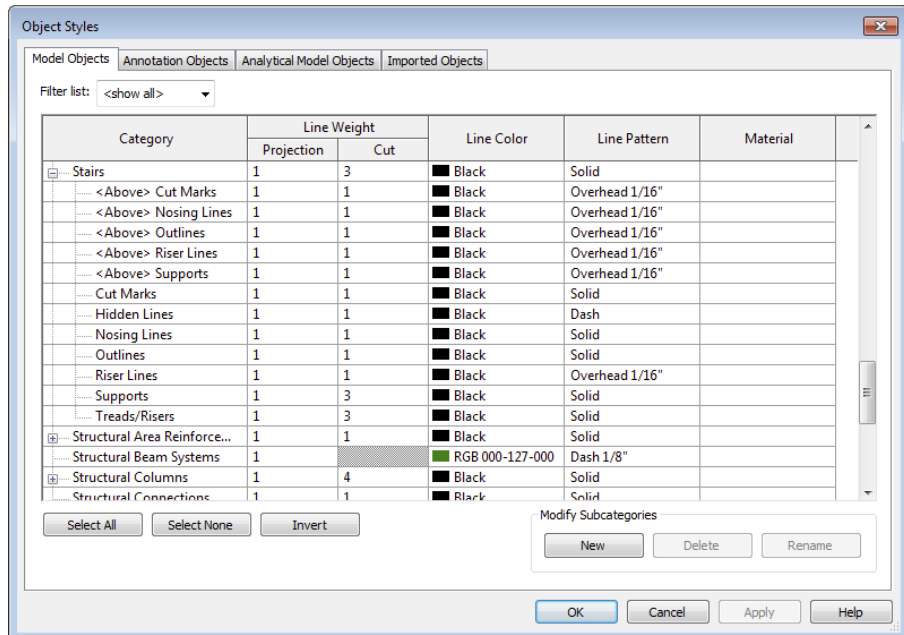 Object Styles
Model Objects Annotation Objects Analytical Model Objects Imported Objects
Filter list: <show all>
Category Line Weight Line Color Line Pattern Material
Projection Cut
Stairs 1 3 Black Solid
<Above> Cut Marks 1 1 Black Overhead 1/16"
<Above> Nosing Lines 1 1 Black Overhead 1/16"
<Above> Outlines 1 1 Black Overhead 1/16"
<Above> Riser Lines 1 1 Black Overhead 1/16"
<Above> Supports 1 1 Black Overhead 1/16"
Cut Marks 1 1 Black Solid
Hidden Lines 1 1 Black Dash
Nosing Lines 1 1 Black Solid
Outlines 1 1 Black Solid
Riser Lines 1 1 Black Overhead 1/16"
Supports 1 3 Black Solid
Treads/Risers 1 3 Black Solid
Structural Area Reinforce... 1 1 Black Solid
Structural Beam Systems 1 RGB 000-127-000 Dash 1/8"
Structural Columns 1 4 Black Solid
Structural Connections 1 1 Black Solid
Select All Select None Invert
Modify Subcategories
New Delete Rename
OK Cancel Apply Help